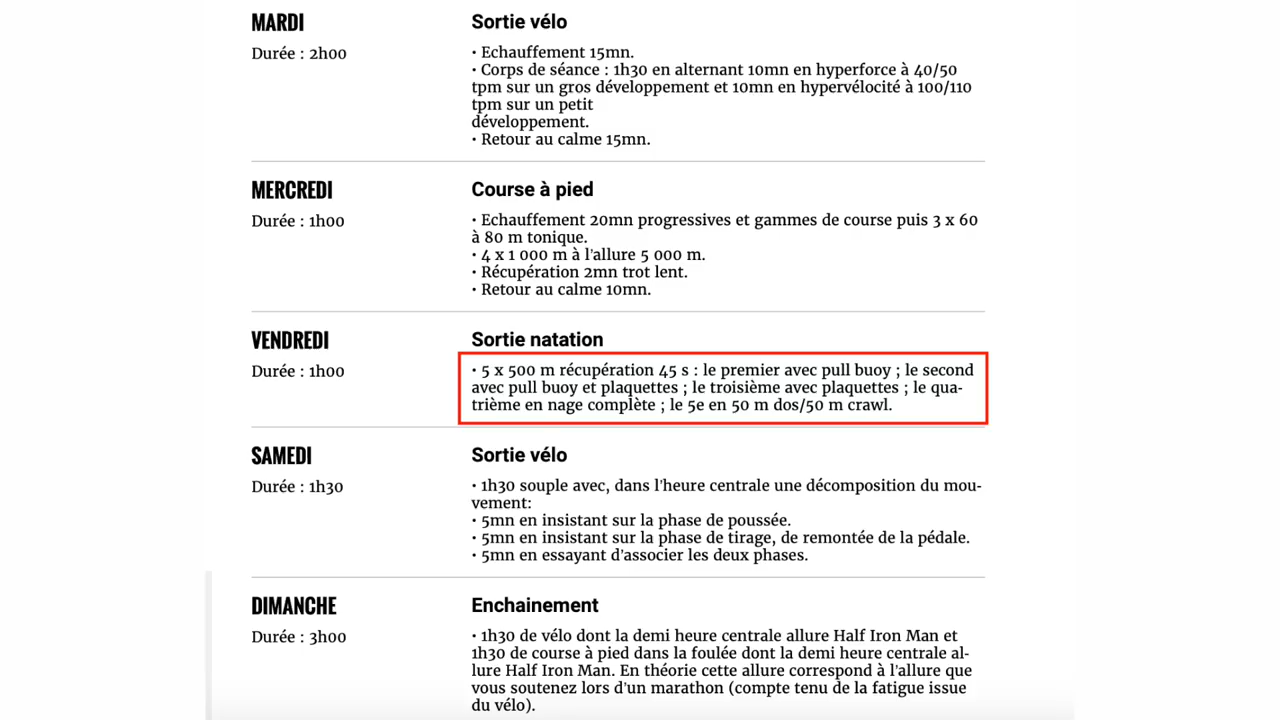 MARDI
Durée : 2h00
Sortie vélo
• Echauffement 15mn.
• Corps de séance : 1h30 en alternant 10mn en hyperforce à 40/50
tpm sur un gros développement et 10mn en hypervélocité à 100/110
tpm sur un petit
développement.
• Retour au calme 15mn.
MERCREDI
Durée : 1h00
Course à pied
• Echauffement 20mn progressives et gammes de course puis 3 x 60
à 80 m tonique.
• 4 x 1 000 m à l'allure 5 000 m.
• Récupération 2mn trot lent.
• Retour au calme 10mn.
VENDREDI
Durée : 1h00
Sortie natation
• 5 x 500 m récupération 45 s : le premier avec pull buoy ; le second
avec pull buoy et plaquettes ; le troisième avec plaquettes ; le qua-
trième en nage complète ; le 5e en 50 m dos/50 m crawl.
SAMEDI
Durée : 1h30
Sortie vélo
• 1h30 souple avec, dans l'heure centrale une décomposition du mou-
vement:
• 5mn en insistant sur la phase de poussée.
• 5mn en insistant sur la phase de tirage, de remontée de la pédale.
• 5mn en essayant d'associer les deux phases.
DIMANCHE
Durée : 3h00
Enchainement
• 1h30 de vélo dont la demi heure centrale allure Half Iron Man et
1h30 de course à pied dans la foulée dont la demi heure centrale al-
lure Half Iron Man. En théorie cette allure correspond à l'allure que
vous soutenez lors d'un marathon (compte tenu de la fatigue issue
du vélo).